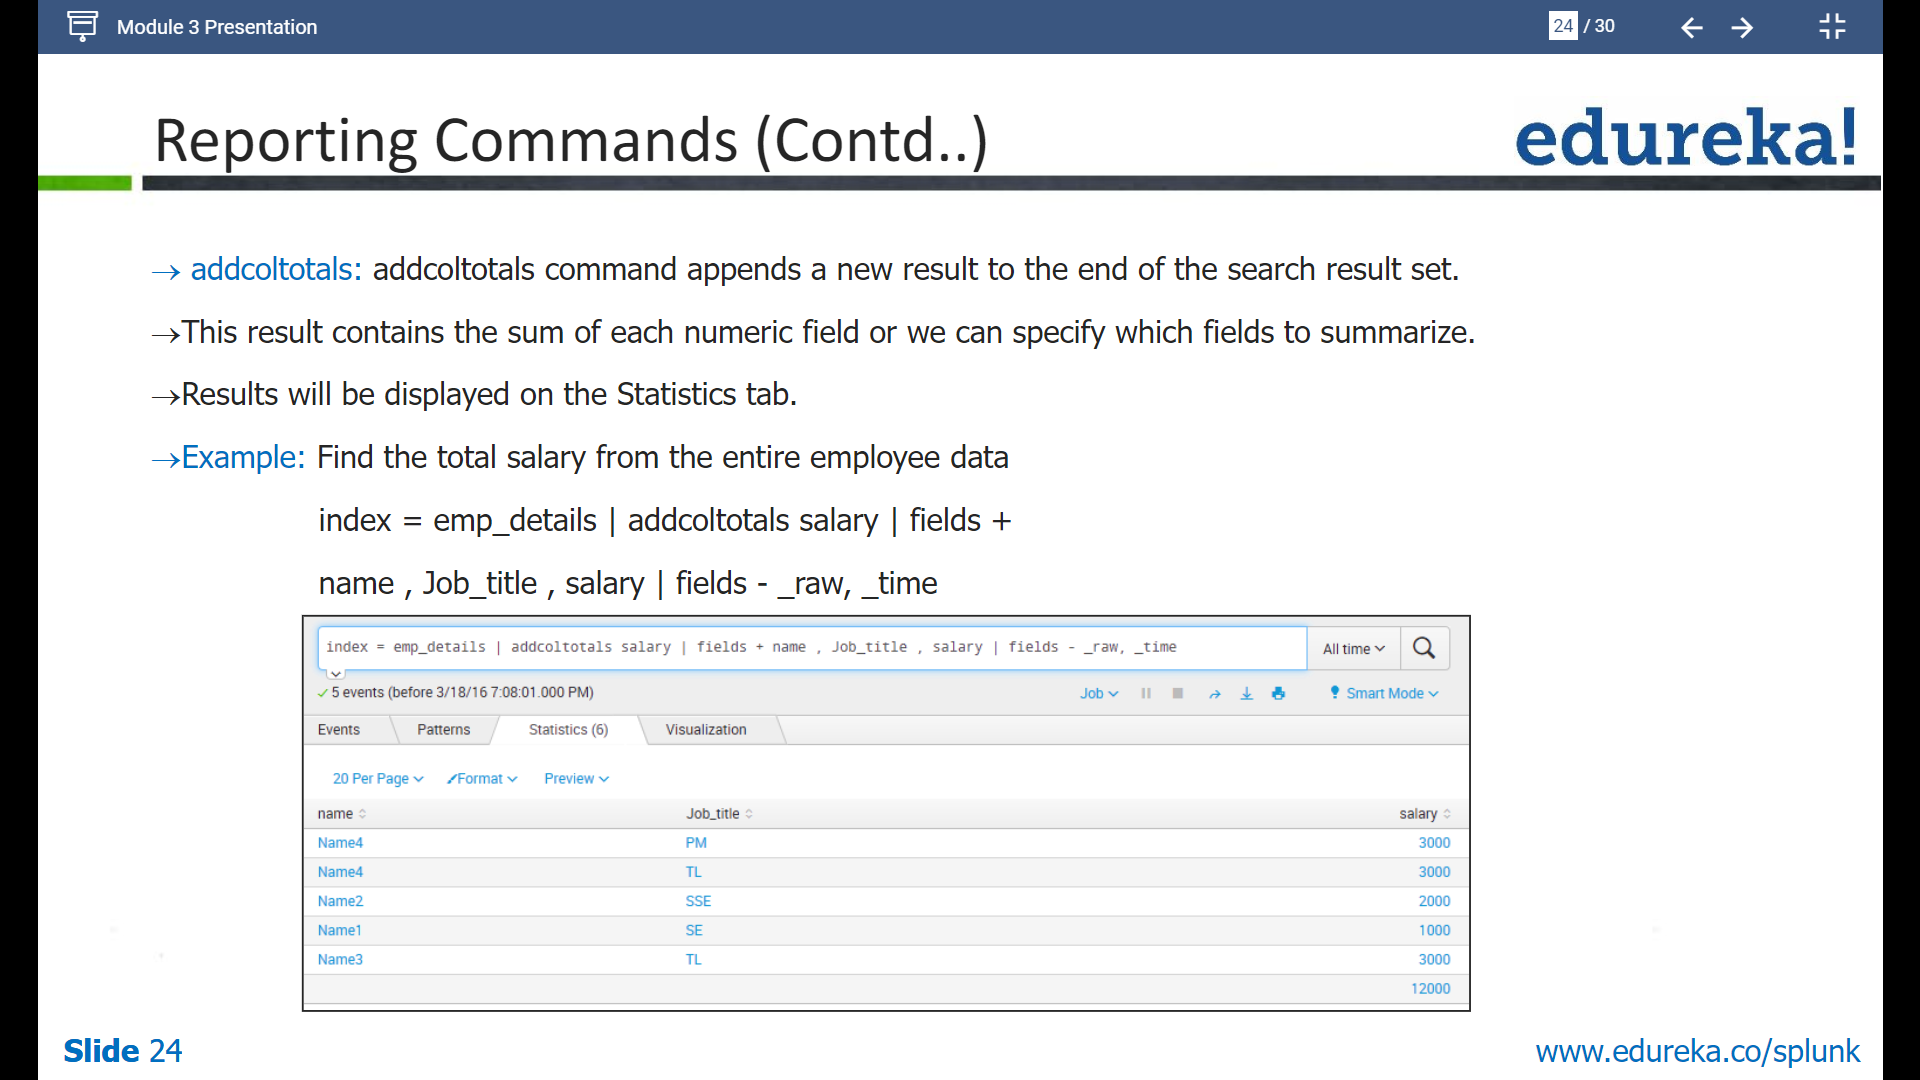 Module 3 Presentation
24 / 30
Reporting Commands (Contd..)
edureka!
→ addcoltotals: addcoltotals command appends a new result to the end of the search result set.
→This result contains the sum of each numeric field or we can specify which fields to summarize.
→Results will be displayed on the Statistics tab.
→Example: Find the total salary from the entire employee data
index = emp_details | addcoltotals salary | fields +
name , Job_title , salary | fields - _raw, _time
index = emp_details | addcoltotals salary | fields + name , Job_title , salary | fields - _raw, _time
All time
5 events (before 3/18/16 7:08:01.000 PM)
Job
Smart Mode
Events Patterns Statistics (6) Visualization
20 Per Page Format Preview
name Job_title salary
Name4 PM 3000
Name4 TL 3000
Name2 SSE 2000
Name1 SE 1000
Name3 TL 3000
12000
Slide 24
www.edureka.co/splunk